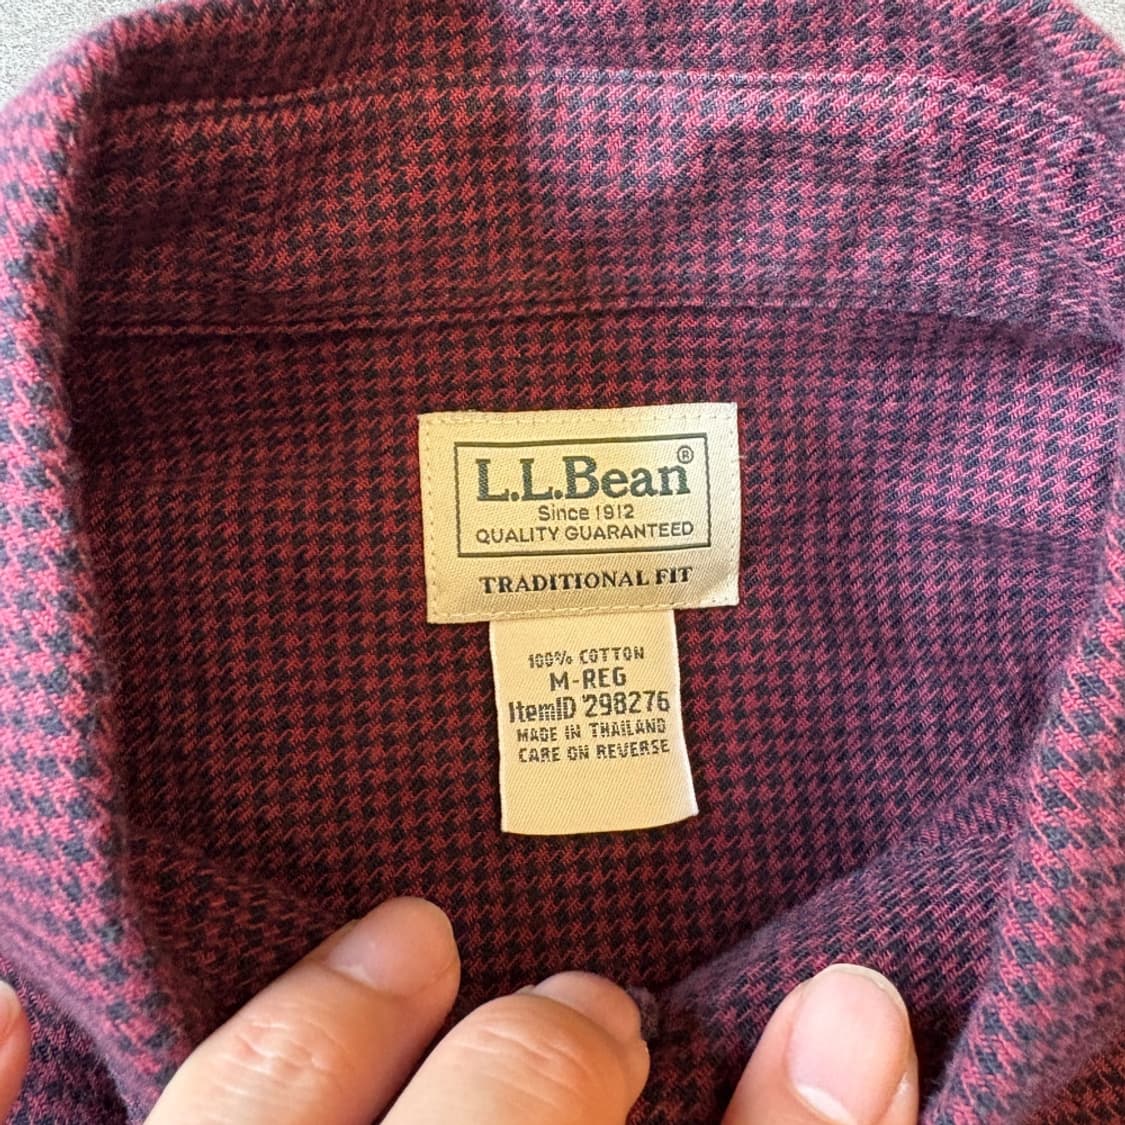 L.L.Bean®
Since 1912
QUALITY GUARANTEED
TRADITIONAL FIT
100% COTTON
M-REG
ItemID 298276
MADE IN THAILAND
CARE ON REVERSE